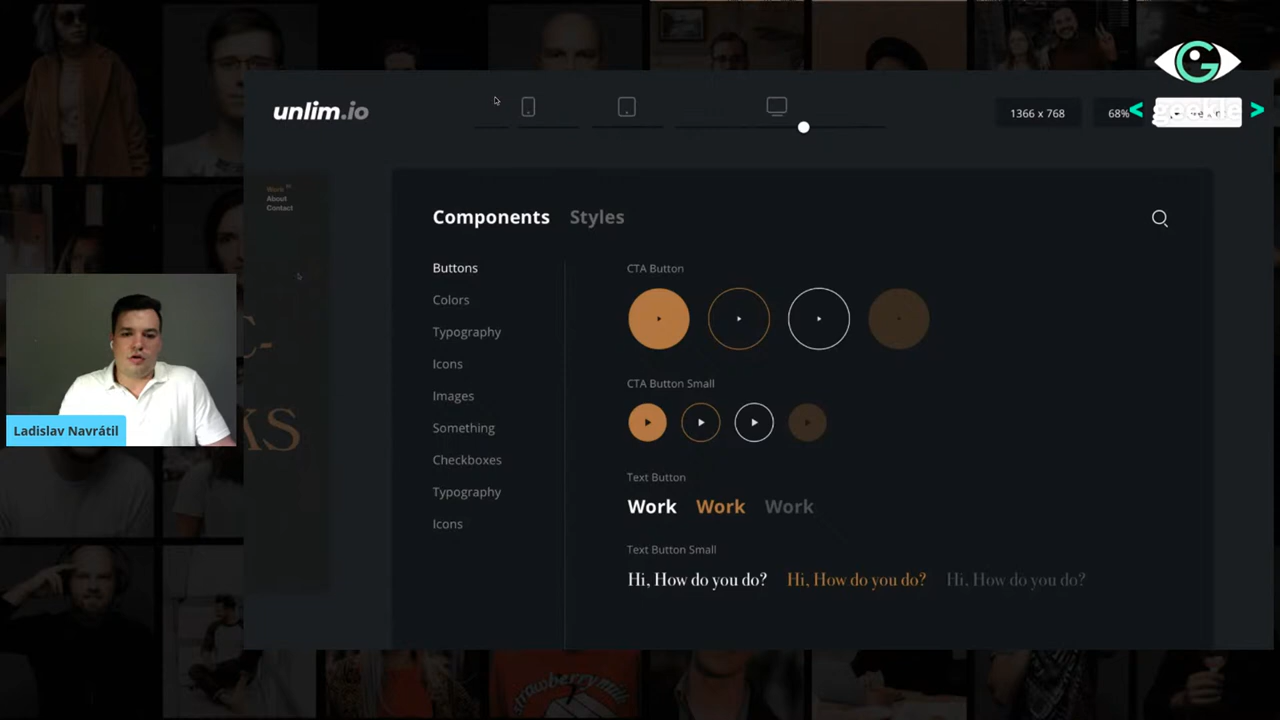 unlim.io
1366 x 768
68%
< geekle >
Work
About
Contact
Components Styles
Buttons
Colors
Typography
Icons
Images
Something
Checkboxes
Typography
Icons
CTA Button
CTA Button Small
Text Button
Work Work Work
Text Button Small
Hi, How do you do? Hi, How do you do? Hi, How do you do?
Ladislav Navrátil